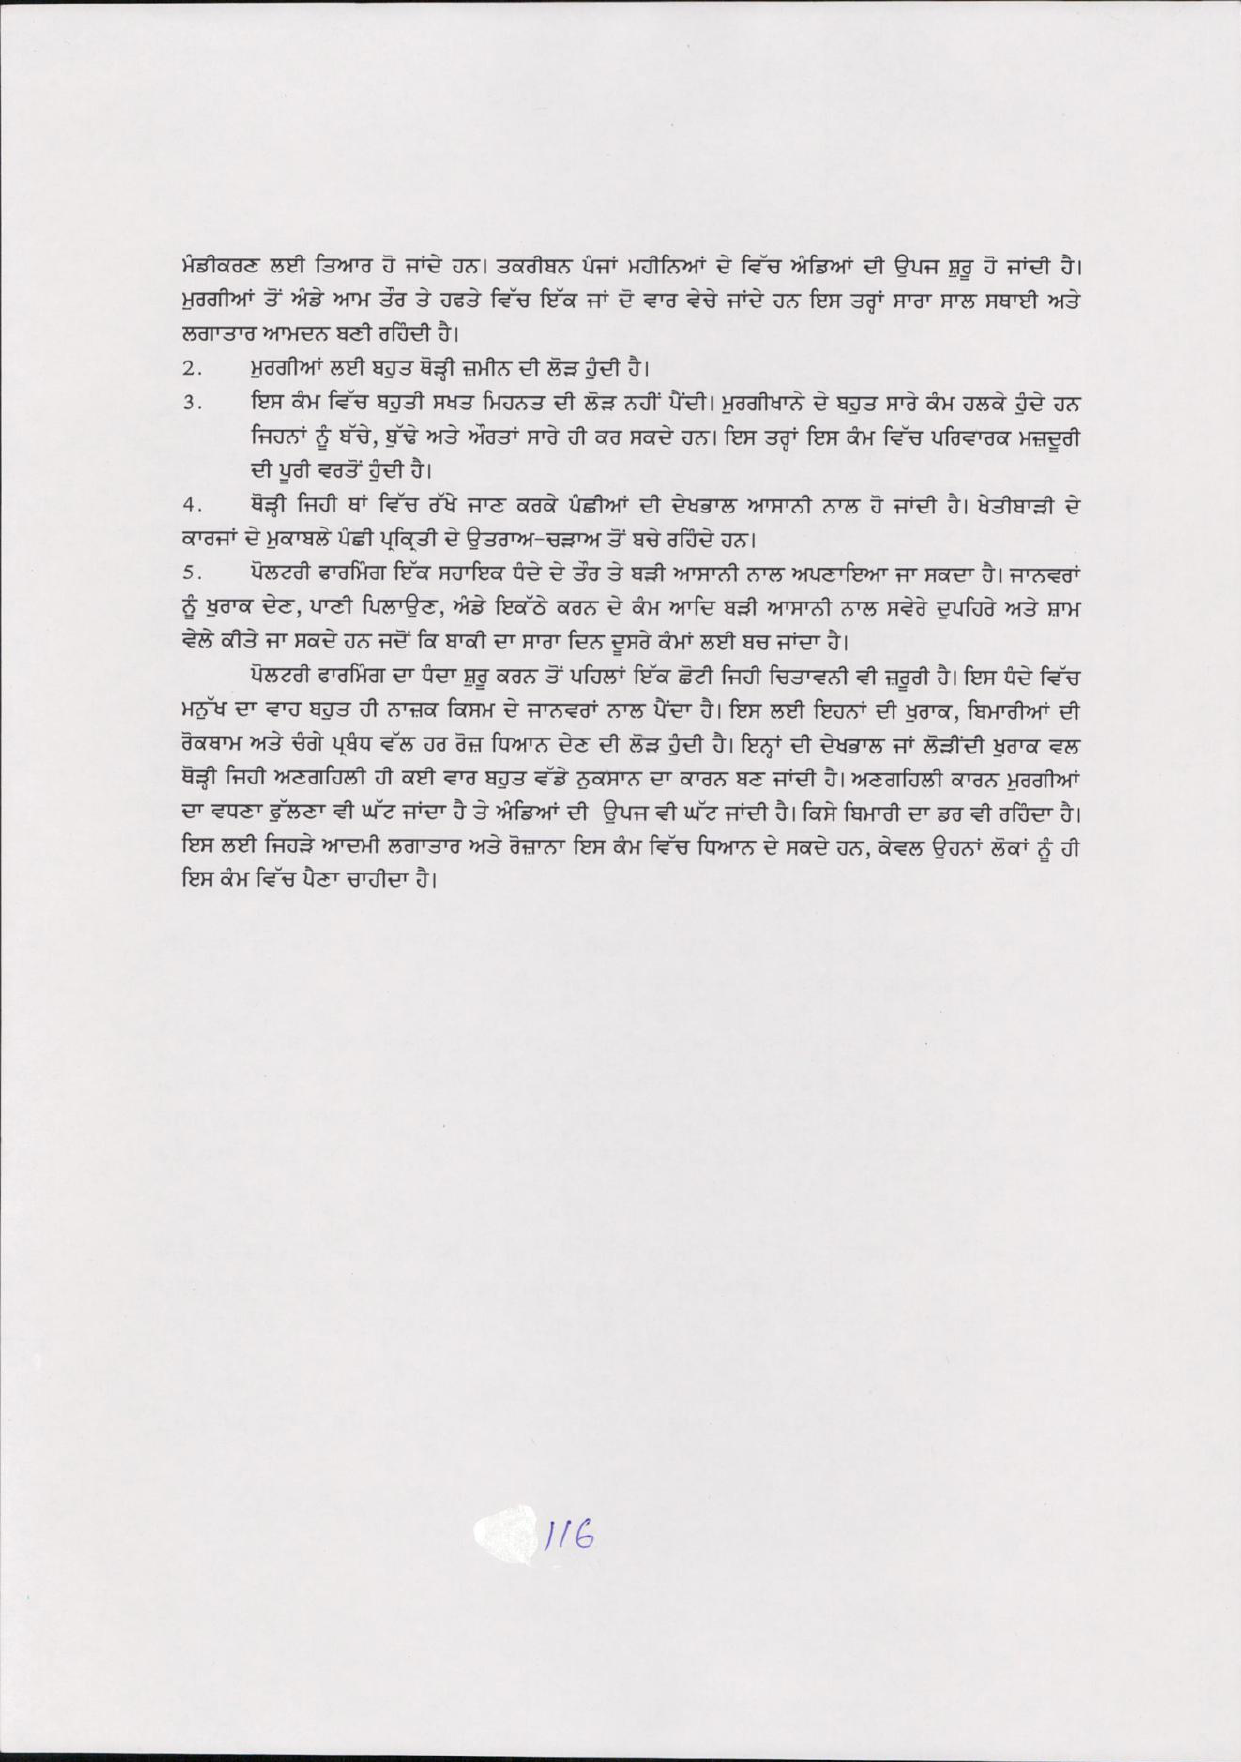 ਮੰਡੀਕਰਣ ਲਈ ਤਿਆਰ ਹੋ ਜਾਂਦੇ ਹਨ। ਤਕਰੀਬਨ ਪੰਜਾਂ ਮਹੀਨਿਆਂ ਦੇ ਵਿੱਚ ਅੰਡਿਆਂ ਦੀ ਉਪਜ ਸ਼ੁਰੂ ਹੋ ਜਾਂਦੀ ਹੈ।
ਮੁਰਗੀਆਂ ਤੋਂ ਅੰਡੇ ਆਮ ਤੌਰ ਤੇ ਹਫਤੇ ਵਿੱਚ ਇੱਕ ਜਾਂ ਦੋ ਵਾਰ ਵੇਚੇ ਜਾਂਦੇ ਹਨ ਇਸ ਤਰ੍ਹਾਂ ਸਾਰਾ ਸਾਲ ਸਥਾਈ ਅਤੇ
ਲਗਾਤਾਰ ਆਮਦਨ ਬਣੀ ਰਹਿੰਦੀ ਹੈ।
2. ਮੁਰਗੀਆਂ ਲਈ ਬਹੁਤ ਥੋੜ੍ਹੀ ਜ਼ਮੀਨ ਦੀ ਲੋੜ ਹੁੰਦੀ ਹੈ।
3. ਇਸ ਕੰਮ ਵਿੱਚ ਬਹੁਤੀ ਸਖਤ ਮਿਹਨਤ ਦੀ ਲੋੜ ਨਹੀਂ ਪੈਂਦੀ। ਮੁਰਗੀਖਾਨੇ ਦੇ ਬਹੁਤ ਸਾਰੇ ਕੰਮ ਹਲਕੇ ਹੁੰਦੇ ਹਨ
ਜਿਹਨਾਂ ਨੂੰ ਬੱਚੇ, ਬੁੱਢੇ ਅਤੇ ਔਰਤਾਂ ਸਾਰੇ ਹੀ ਕਰ ਸਕਦੇ ਹਨ। ਇਸ ਤਰ੍ਹਾਂ ਇਸ ਕੰਮ ਵਿੱਚ ਪਰਿਵਾਰਕ ਮਜ਼ਦੂਰੀ
ਦੀ ਪੂਰੀ ਵਰਤੋਂ ਹੁੰਦੀ ਹੈ।
4. ਥੋੜ੍ਹੀ ਜਿਹੀ ਥਾਂ ਵਿੱਚ ਰੱਖੇ ਜਾਣ ਕਰਕੇ ਪੰਛੀਆਂ ਦੀ ਦੇਖਭਾਲ ਆਸਾਨੀ ਨਾਲ ਹੋ ਜਾਂਦੀ ਹੈ। ਖੇਤੀਬਾੜੀ ਦੇ
ਕਾਰਜਾਂ ਦੇ ਮੁਕਾਬਲੇ ਪੰਛੀ ਪ੍ਰਕ੍ਰਿਤੀ ਦੇ ਉਤਰਾਅ-ਚੜਾਅ ਤੋਂ ਬਚੇ ਰਹਿੰਦੇ ਹਨ।
5. ਪੋਲਟਰੀ ਫਾਰਮਿੰਗ ਇੱਕ ਸਹਾਇਕ ਧੰਦੇ ਦੇ ਤੌਰ ਤੇ ਬੜੀ ਆਸਾਨੀ ਨਾਲ ਅਪਣਾਇਆ ਜਾ ਸਕਦਾ ਹੈ। ਜਾਨਵਰਾਂ
ਨੂੰ ਖੁਰਾਕ ਦੇਣ, ਪਾਣੀ ਪਿਲਾਉਣ, ਅੰਡੇ ਇਕੱਠੇ ਕਰਨ ਦੇ ਕੰਮ ਆਦਿ ਬੜੀ ਆਸਾਨੀ ਨਾਲ ਸਵੇਰੇ ਦੁਪਹਿਰੇ ਅਤੇ ਸ਼ਾਮ
ਵੇਲੇ ਕੀਤੇ ਜਾ ਸਕਦੇ ਹਨ ਜਦੋਂ ਕਿ ਬਾਕੀ ਦਾ ਸਾਰਾ ਦਿਨ ਦੂਸਰੇ ਕੰਮਾਂ ਲਈ ਬਚ ਜਾਂਦਾ ਹੈ।
ਪੋਲਟਰੀ ਫਾਰਮਿੰਗ ਦਾ ਧੰਦਾ ਸ਼ੁਰੂ ਕਰਨ ਤੋਂ ਪਹਿਲਾਂ ਇੱਕ ਛੋਟੀ ਜਿਹੀ ਚਿਤਾਵਨੀ ਵੀ ਜ਼ਰੂਰੀ ਹੈ। ਇਸ ਧੰਦੇ ਵਿੱਚ
ਮਨੁੱਖ ਦਾ ਵਾਹ ਬਹੁਤ ਹੀ ਨਾਜ਼ਕ ਕਿਸਮ ਦੇ ਜਾਨਵਰਾਂ ਨਾਲ ਪੈਂਦਾ ਹੈ। ਇਸ ਲਈ ਇਹਨਾਂ ਦੀ ਖੁਰਾਕ, ਬਿਮਾਰੀਆਂ ਦੀ
ਰੋਕਥਾਮ ਅਤੇ ਚੰਗੇ ਪ੍ਰਬੰਧ ਵੱਲ ਹਰ ਰੋਜ਼ ਧਿਆਨ ਦੇਣ ਦੀ ਲੋੜ ਹੁੰਦੀ ਹੈ। ਇਨ੍ਹਾਂ ਦੀ ਦੇਖਭਾਲ ਜਾਂ ਲੋੜੀਂਦੀ ਖੁਰਾਕ ਵਲ
ਥੋੜ੍ਹੀ ਜਿਹੀ ਅਣਗਹਿਲੀ ਹੀ ਕਈ ਵਾਰ ਬਹੁਤ ਵੱਡੇ ਨੁਕਸਾਨ ਦਾ ਕਾਰਨ ਬਣ ਜਾਂਦੀ ਹੈ। ਅਣਗਹਿਲੀ ਕਾਰਨ ਮੁਰਗੀਆਂ
ਦਾ ਵਧਣਾ ਫੁੱਲਣਾ ਵੀ ਘੱਟ ਜਾਂਦਾ ਹੈ ਤੇ ਅੰਡਿਆਂ ਦੀ ਉਪਜ ਵੀ ਘੱਟ ਜਾਂਦੀ ਹੈ। ਕਿਸੇ ਬਿਮਾਰੀ ਦਾ ਡਰ ਵੀ ਰਹਿੰਦਾ ਹੈ।
ਇਸ ਲਈ ਜਿਹੜੇ ਆਦਮੀ ਲਗਾਤਾਰ ਅਤੇ ਰੋਜ਼ਾਨਾ ਇਸ ਕੰਮ ਵਿੱਚ ਧਿਆਨ ਦੇ ਸਕਦੇ ਹਨ, ਕੇਵਲ ਉਹਨਾਂ ਲੋਕਾਂ ਨੂੰ ਹੀ
ਇਸ ਕੰਮ ਵਿੱਚ ਪੈਣਾ ਚਾਹੀਦਾ ਹੈ।
116